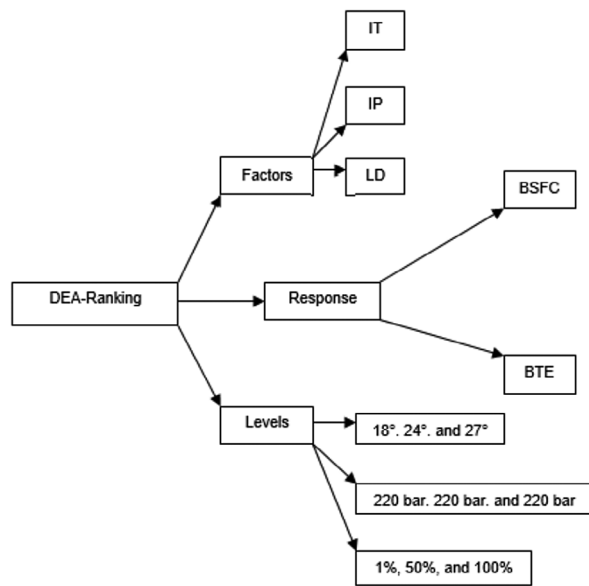 IT
IP
Factors
LD
BSFC
DEA-Ranking
Response
BTE
Levels
18°. 24°. and 27°
220 bar. 220 bar. and 220 bar
1%, 50%, and 100%